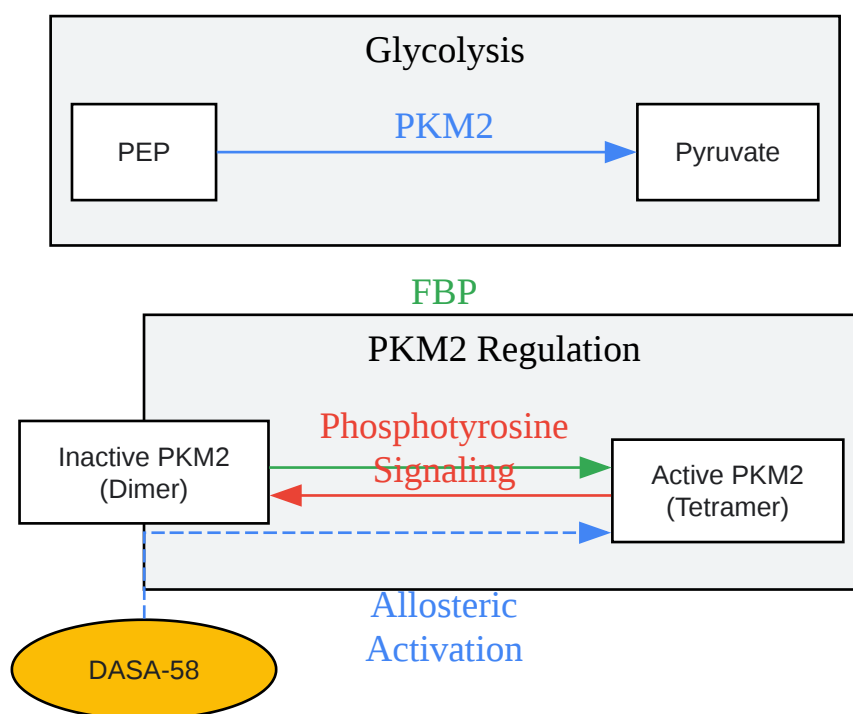 Glycolysis
PKM2
PEP
Pyruvate
FBP
PKM2 Regulation
Phosphotyrosine
Signaling
Inactive PKM2
(Dimer)
Active PKM2
(Tetramer)
Allosteric
Activation
DASA-58